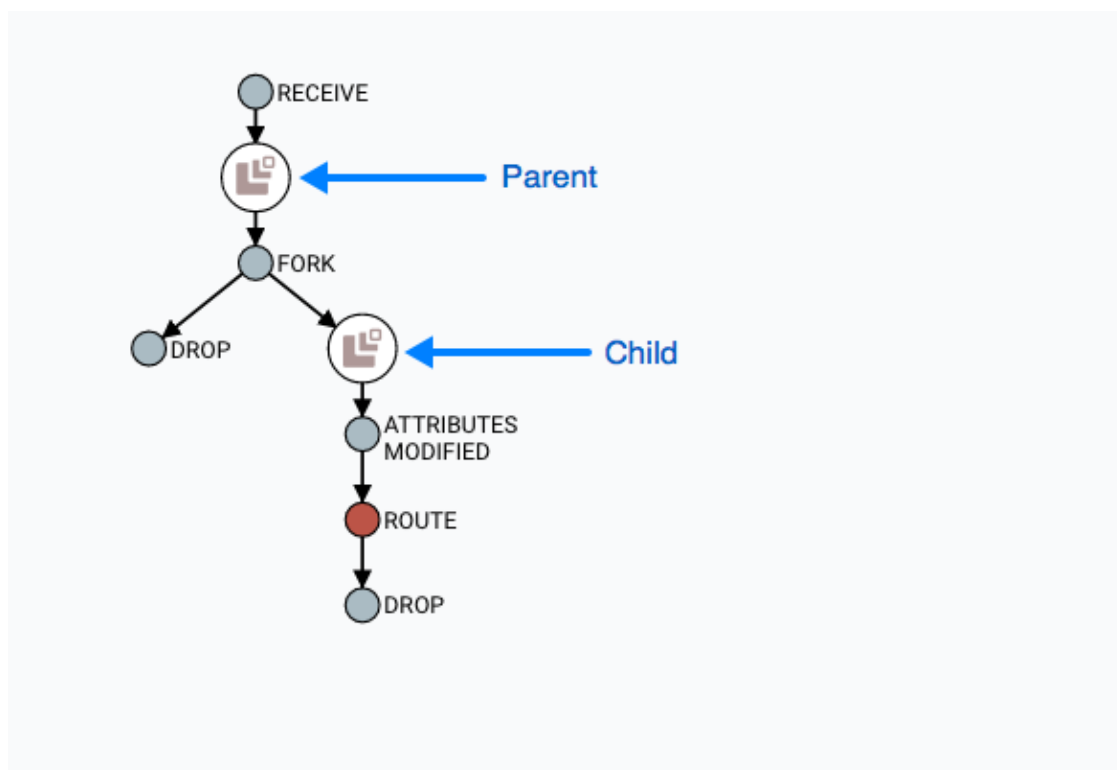 RECEIVE
Parent
FORK
DROP
Child
ATTRIBUTES
MODIFIED
ROUTE
DROP